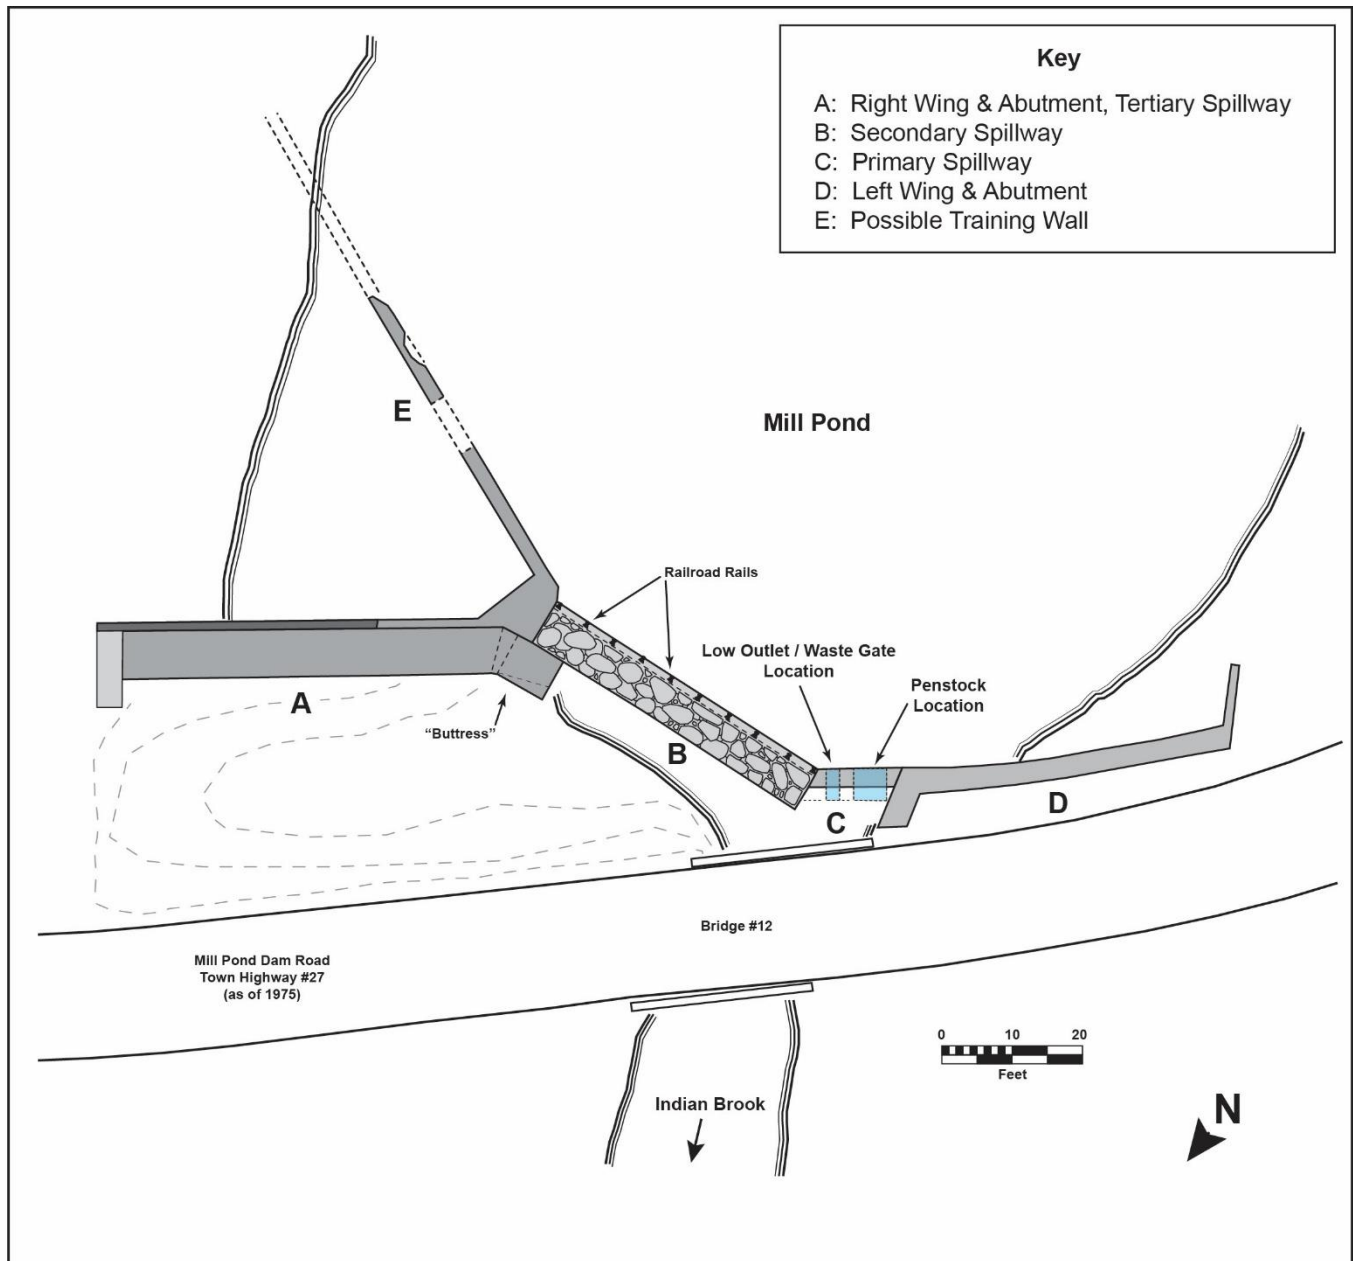 Key
A: Right Wing & Abutment, Tertiary Spillway
B: Secondary Spillway
C: Primary Spillway
D: Left Wing & Abutment
E: Possible Training Wall
E
Mill Pond
Railroad Rails
Low Outlet / Waste Gate
Location
Penstock
Location
A
"Buttress"
B
C
D
Bridge #12
Mill Pond Dam Road
Town Highway #27
(as of 1975)
0 10 20
Feet
Indian Brook
N